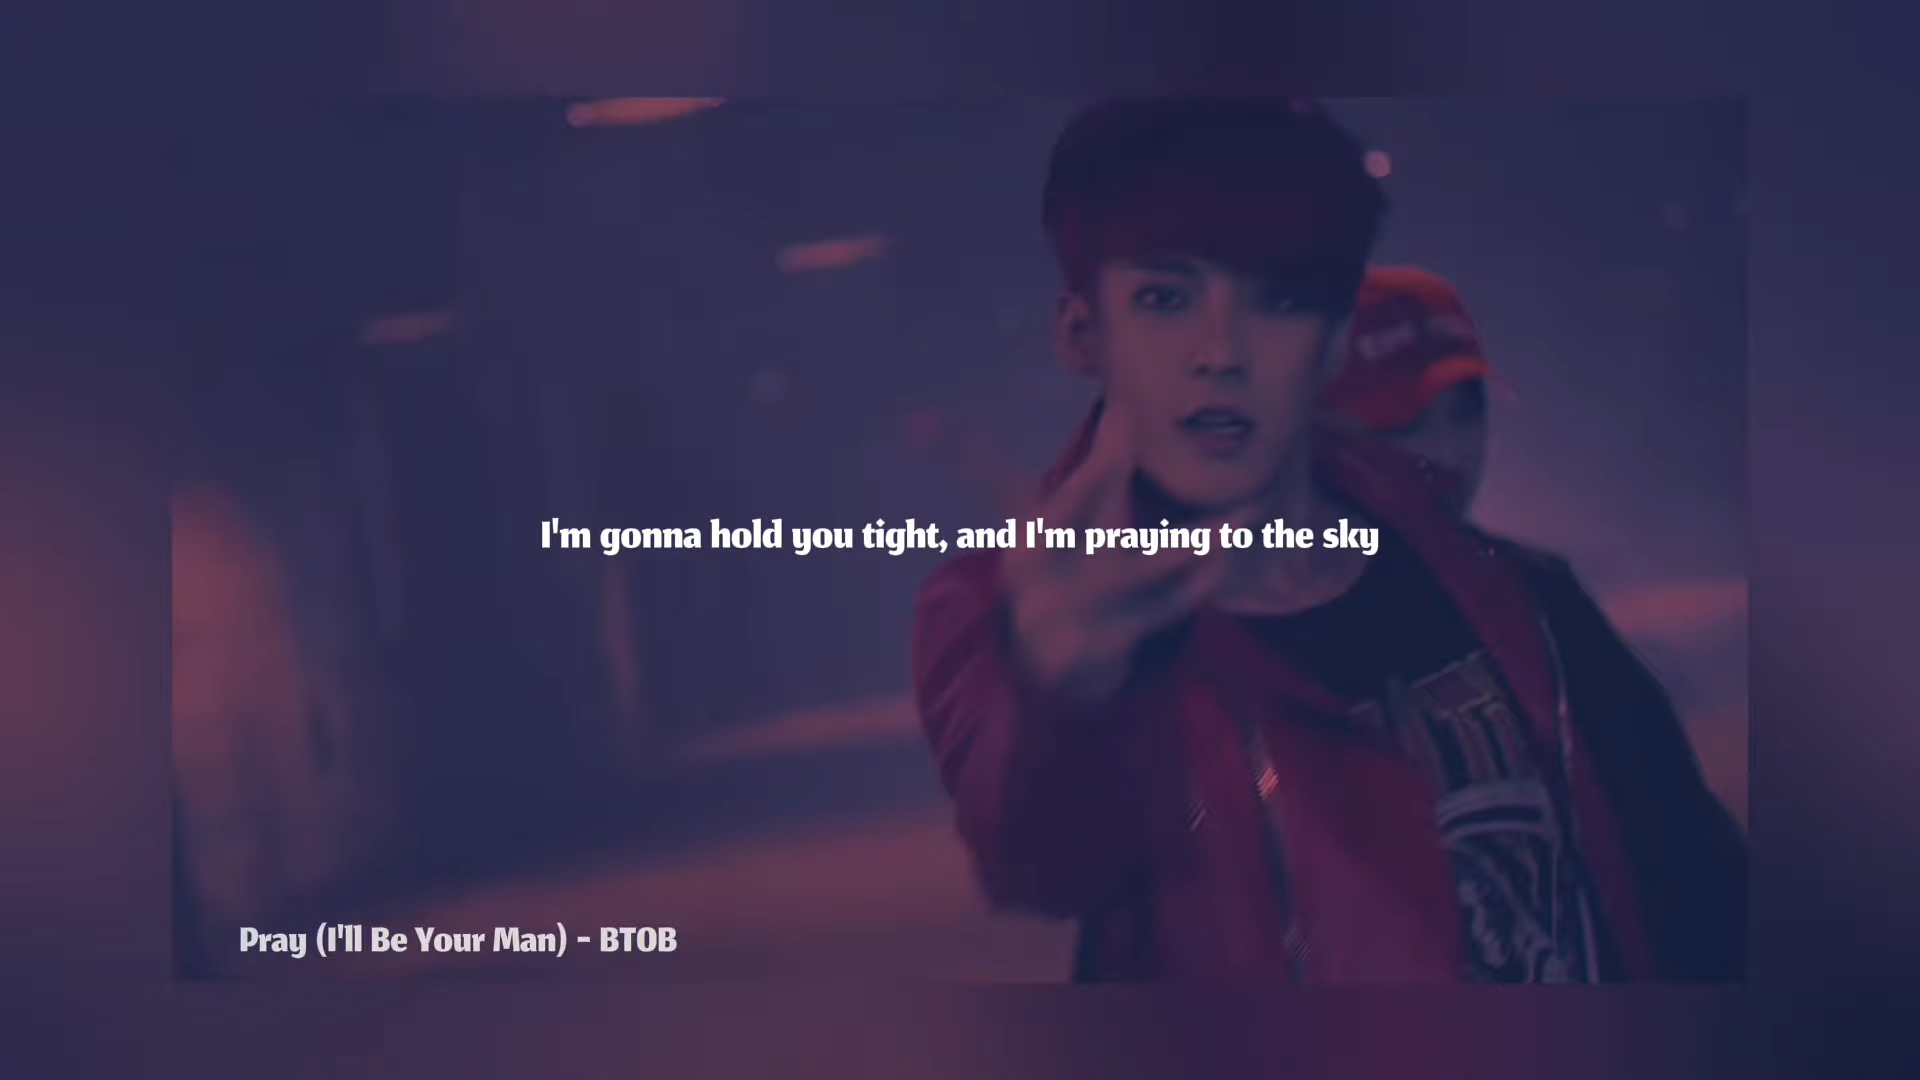 I'm gonna hold you tight, and I'm praying to the sky
Pray (I'll Be Your Man) - BTOB